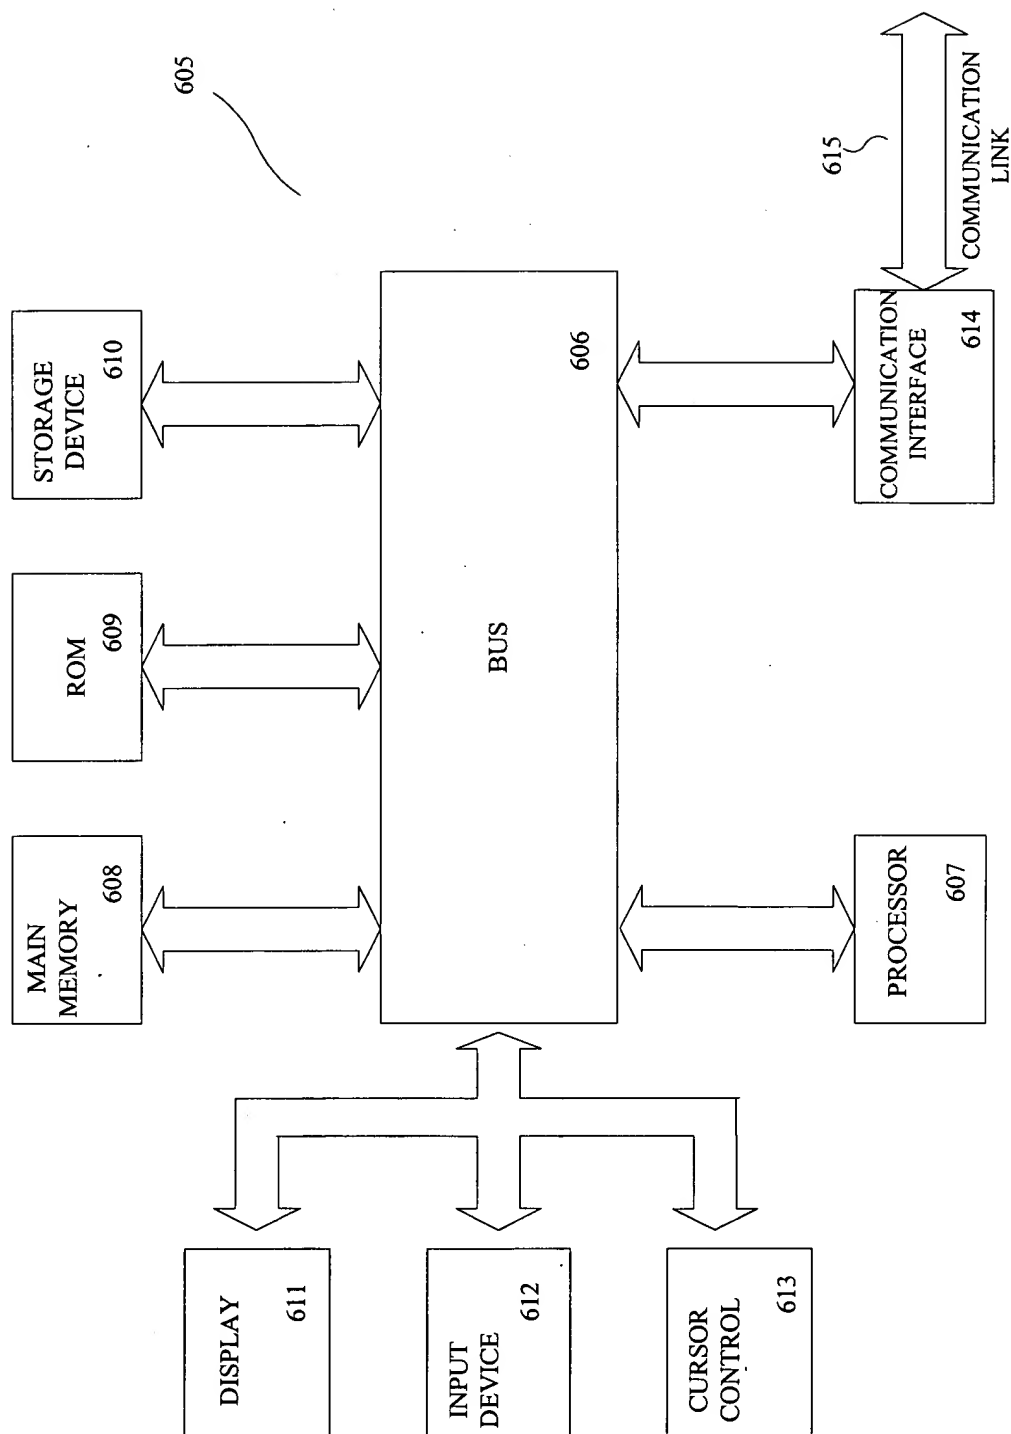 605
MAIN
MEMORY
608
ROM
609
STORAGE
DEVICE
610
DISPLAY
611
INPUT
DEVICE
612
CURSOR
CONTROL
613
BUS
606
PROCESSOR
607
COMMUNICATION
INTERFACE
614
615
COMMUNICATION
LINK